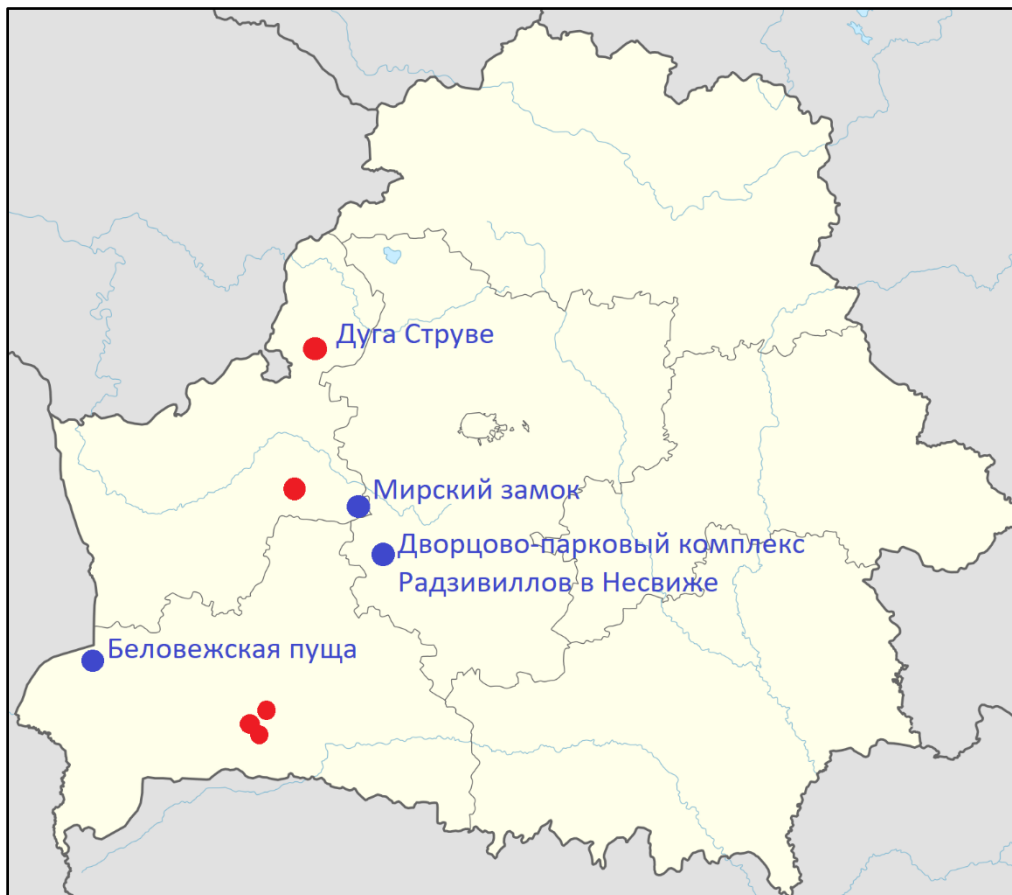 Дуга Струве
Мирский замок
Дворцово-парковый комплекс
Радзивиллов в Несвиже
Беловежская пуща